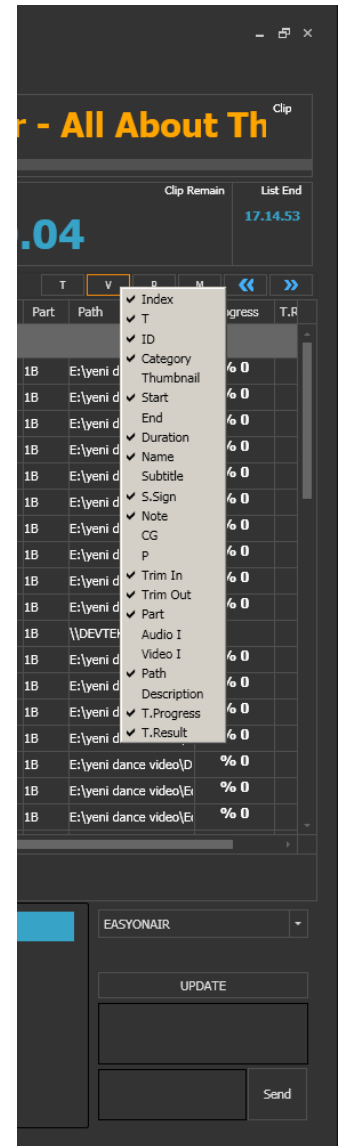 Clip
r - All About Th
Clip Remain
List End
.04
17.14.53
T V M
Part Path ogress T.R
Index
T
ID
Category
Thumbnail
Start
End
Duration
Name
Subtitle
S.Sign
Note
CG
P
Trim In
Trim Out
Part
Audio I
Video I
Path
Description
T.Progress
T.Result
1B E:\yeni d % 0
1B E:\yeni d % 0
1B E:\yeni d % 0
1B E:\yeni d % 0
1B E:\yeni d % 0
1B E:\yeni d % 0
1B E:\yeni d % 0
1B E:\yeni d % 0
1B E:\yeni d % 0
1B E:\yeni d % 0
1B \\DEVTE
1B E:\yeni d % 0
1B E:\yeni d % 0
1B E:\yeni d % 0
1B E:\yeni d % 0
1B E:\yeni dance video\D % 0
1B E:\yeni dance video\E % 0
1B E:\yeni dance video\E % 0
EASYONAIR
UPDATE
Send